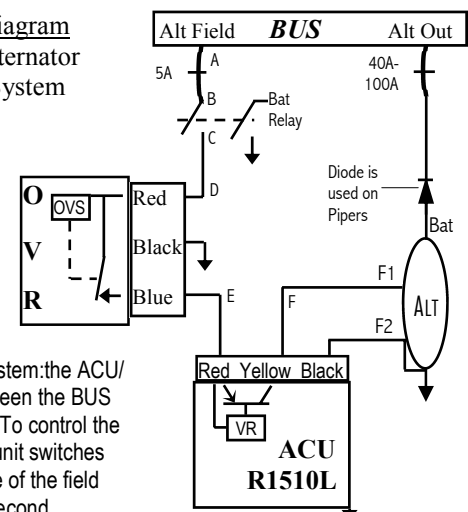 iagram
ternator
ystem
Alt Field BUS Alt Out
5A
A
40A-
100A
B
Bat
Relay
C
Diode is
used on
Pipers
D
O
V
R
OVS
Red
Black
Blue
Bat
E
F
F1
F2
ALT
stem:the ACU/
een the BUS
To control the
unit switches
e of the field
econd
Red Yellow Black
VR
ACU
R1510L